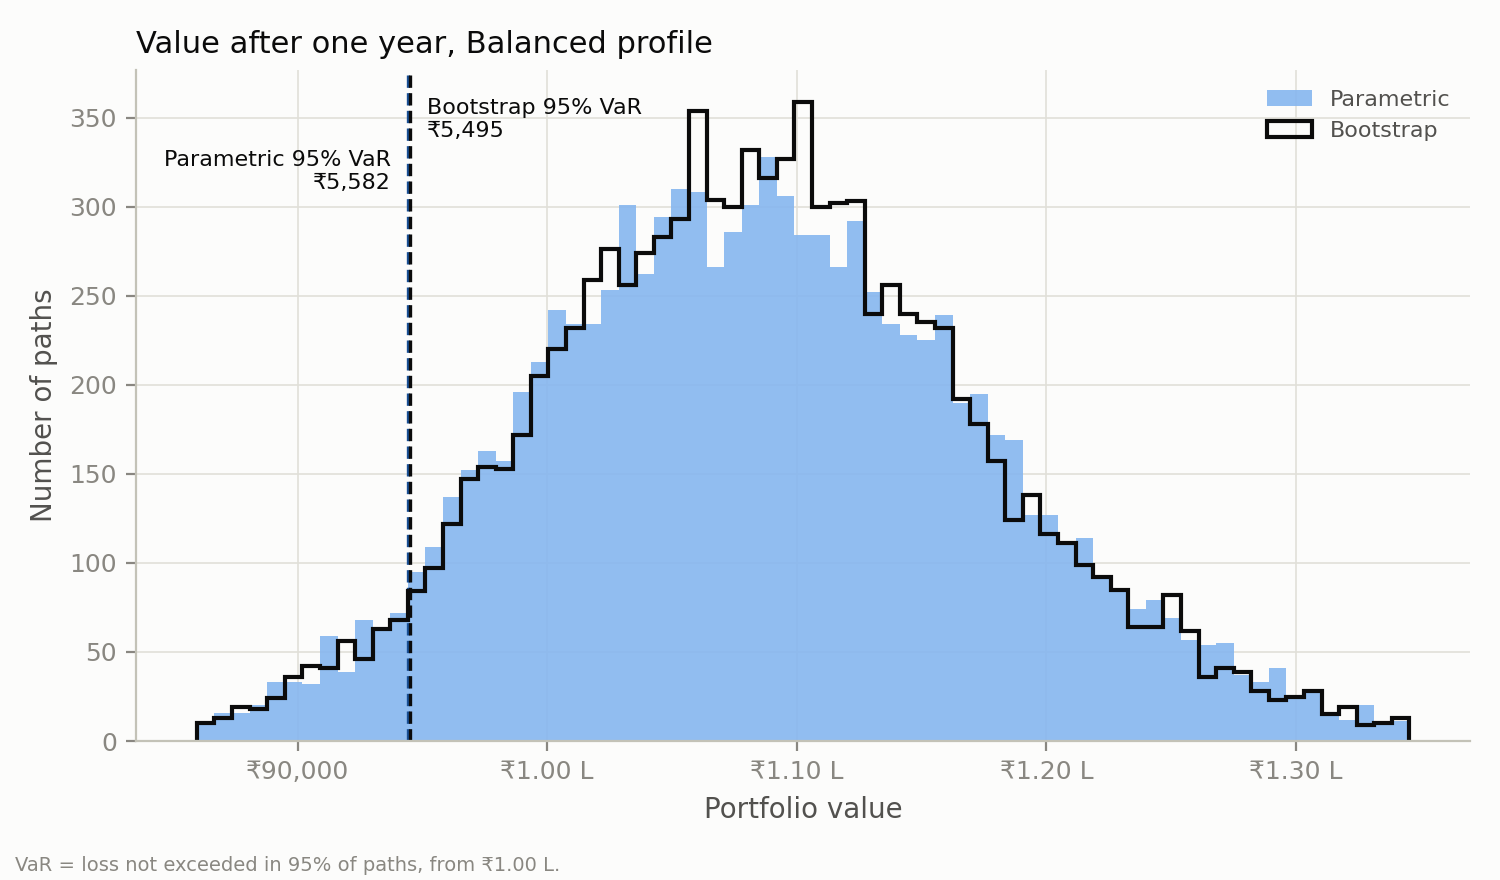 Value after one year, Balanced profile
Bootstrap 95% VaR
₹5,495
Parametric 95% VaR
₹5,582
Parametric
Bootstrap
Number of paths
350
300
250
200
150
100
50
0
₹90,000
₹1.00 L
₹1.10 L
₹1.20 L
₹1.30 L
Portfolio value
VaR = loss not exceeded in 95% of paths, from ₹1.00 L.